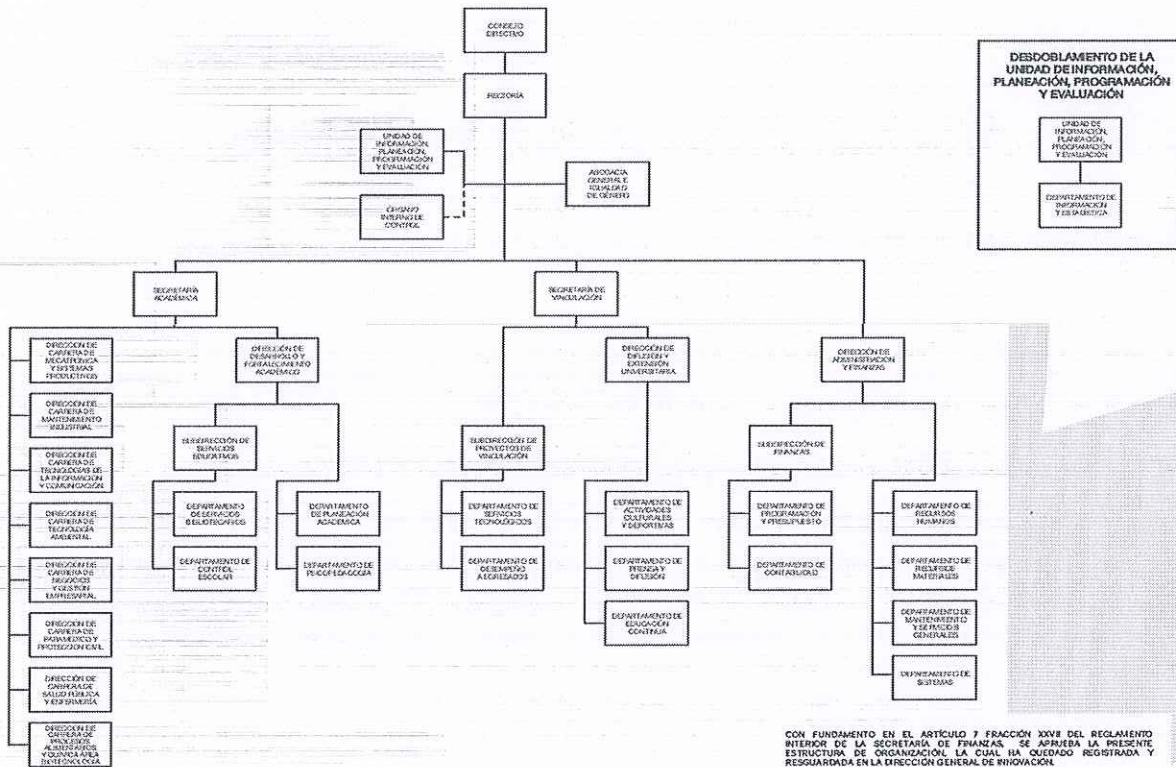 CONSEJO
DIRECTIVO
RECTORÍA
UNIDAD DE
INFORMACIÓN,
PLANEACIÓN,
PROGRAMACIÓN
Y EVALUACIÓN
ABOGACÍA
GENERAL E
IGUALDAD
DE GÉNERO
ÓRGANO
INTERNO DE
CONTROL
DESDOBLAMIENTO DE LA
UNIDAD DE INFORMACIÓN,
PLANEACIÓN, PROGRAMACIÓN
Y EVALUACIÓN
UNIDAD DE
INFORMACIÓN,
PLANEACIÓN,
PROGRAMACIÓN
Y EVALUACIÓN
DEPARTAMENTO
DE INFORMACIÓN
Y ESTADÍSTICA
SECRETARÍA
ACADÉMICA
SECRETARÍA DE
VINCULACIÓN
DIRECCIÓN DE
CARRERA DE
MECATRÓNICA
Y SISTEMAS
PRODUCTIVOS
DIRECCIÓN DE
CARRERA DE
MANTENIMIENTO
INDUSTRIAL
DIRECCIÓN DE
CARRERA DE
TECNOLOGÍAS DE
LA INFORMACIÓN
Y COMUNICACIÓN
DIRECCIÓN DE
CARRERA DE
TECNOLOGÍA
AMBIENTAL
DIRECCIÓN DE
CARRERA DE
NEGOCIOS
Y GESTIÓN
EMPRESARIAL
DIRECCIÓN DE
CARRERA DE
PARAMÉDICO Y
PROTECCIÓN CIVIL
DIRECCIÓN DE
CARRERA DE
SALUD PÚBLICA
Y ENFERMERÍA
DIRECCIÓN DE
CARRERA DE
PROCESOS
ALIMENTARIOS
Y QUÍMICA ÁREA
BIOTECNOLOGÍA
DIRECCIÓN DE
DESARROLLO Y
FORTALECIMIENTO
ACADÉMICO
SUBDIRECCIÓN DE
SERVICIOS
EDUCATIVOS
DEPARTAMENTO
DE SERVICIOS
BIBLIOTECARIOS
DEPARTAMENTO
DE CONTROL
ESCOLAR
DEPARTAMENTO
DE PLANEACIÓN
ACADÉMICA
DEPARTAMENTO DE
PSICOPEDAGOGÍA
SUBDIRECCIÓN DE
PROYECTOS DE
VINCULACIÓN
DEPARTAMENTO
DE SERVICIOS
TECNOLÓGICOS
DEPARTAMENTO DE
DESEMPEÑO
A EGRESADOS
DIRECCIÓN DE
DIFUSIÓN Y
EXTENSIÓN
UNIVERSITARIA
DEPARTAMENTO DE
ACTIVIDADES
CULTURALES
Y DEPORTIVAS
DEPARTAMENTO
DE PRENSA Y
DIFUSIÓN
DEPARTAMENTO DE
EDUCACIÓN
CONTINUA
DIRECCIÓN DE
ADMINISTRACIÓN
Y FINANZAS
SUBDIRECCIÓN DE
FINANZAS
DEPARTAMENTO
DE PROGRAMACIÓN
Y PRESUPUESTO
DEPARTAMENTO DE
CONTABILIDAD
DEPARTAMENTO
DE RECURSOS
HUMANOS
DEPARTAMENTO
DE RECURSOS
MATERIALES
DEPARTAMENTO DE
MANTENIMIENTO
Y SERVICIOS
GENERALES
DEPARTAMENTO DE
SISTEMAS
CON FUNDAMENTO EN EL ARTÍCULO 7 FRACCIÓN XXVII DEL REGLAMENTO
INTERIOR DE LA SECRETARÍA DE FINANZAS, SE APRUEBA LA PRESENTE
ESTRUCTURA DE ORGANIZACIÓN, LA CUAL HA QUEDADO REGISTRADA Y
RESGUARDADA EN LA DIRECCIÓN GENERAL DE INNOVACIÓN.